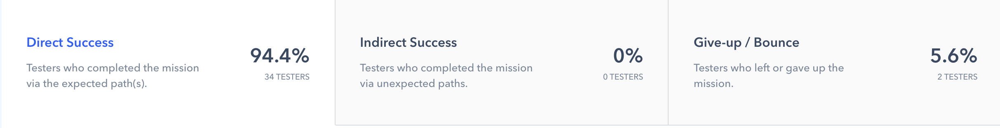 Direct Success
Testers who completed the mission
via the expected path(s).
94.4%
34 TESTERS
Indirect Success
Testers who completed the mission
via unexpected paths.
0%
0 TESTERS
Give-up / Bounce
Testers who left or gave up the
mission.
5.6%
2 TESTERS